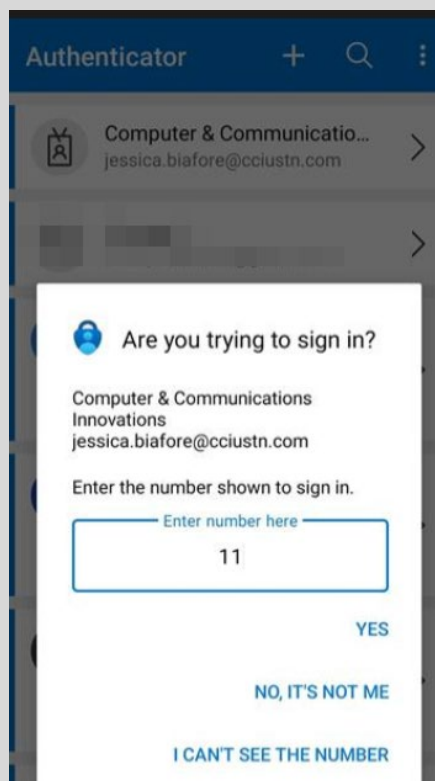 Authenticator
Computer & Communicatio...
jessica.biafore@cciustn.com
Are you trying to sign in?
Computer & Communications
Innovations
jessica.biafore@cciustn.com
Enter the number shown to sign in.
Enter number here
11
YES
NO, IT'S NOT ME
I CAN'T SEE THE NUMBER